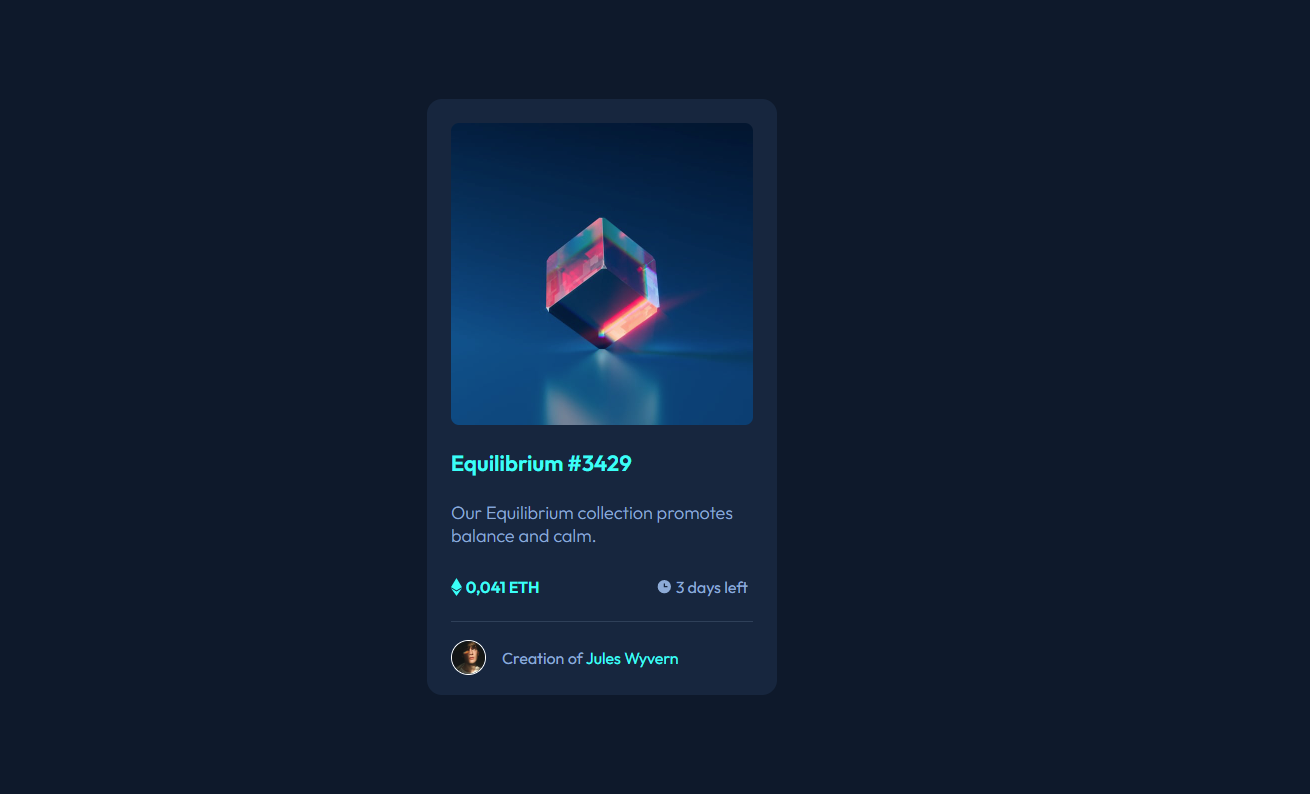 Equilibrium #3429
Our Equilibrium collection promotes
balance and calm.
0,041 ETH
3 days left
Creation of Jules Wyvern